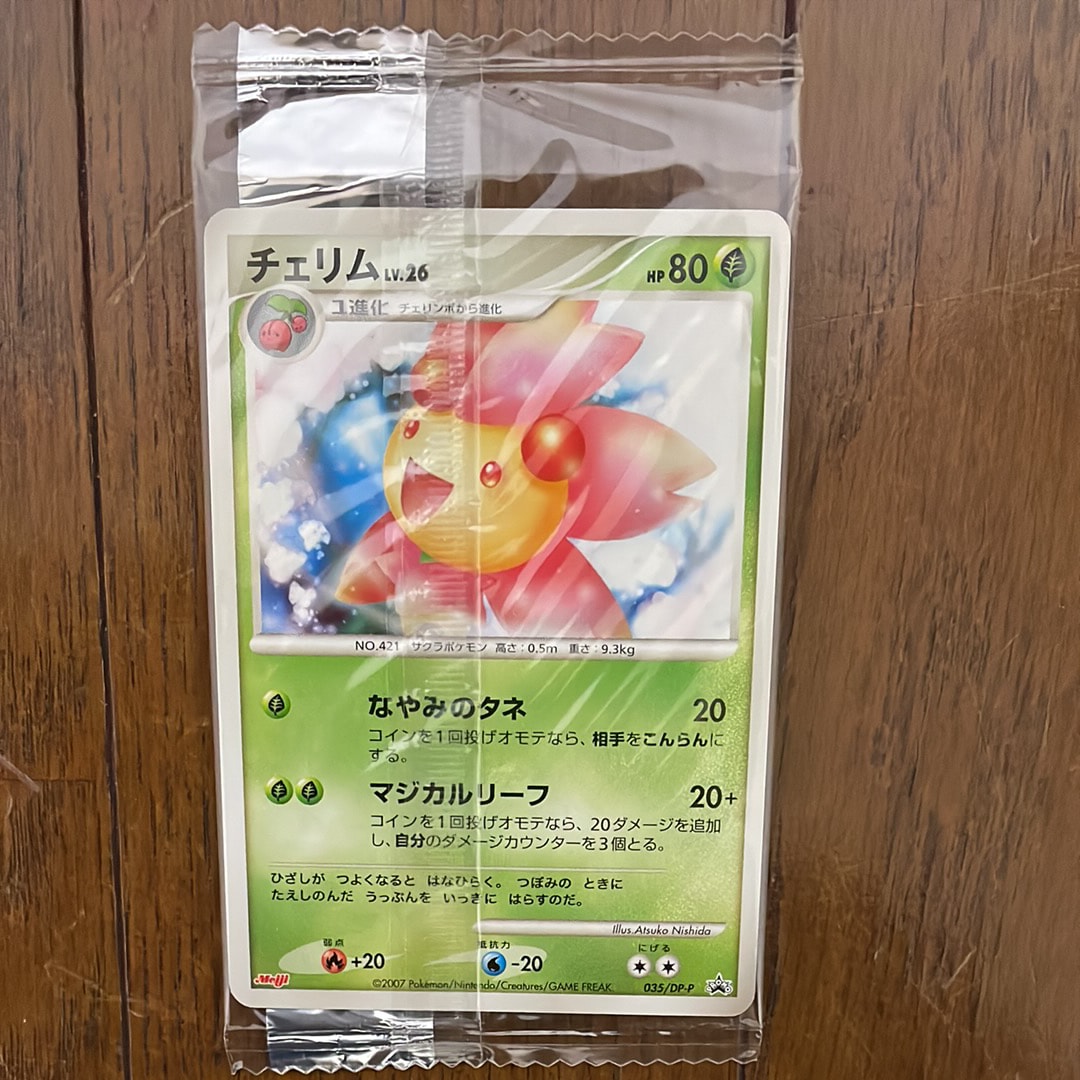 チェリム LV.26 HP 80
1進化 チェリンボから進化
NO.421 サクラポケモン 高さ:0.5m 重さ:9.3kg
なやみのタネ 20
コインを1回投げオモテなら、相手をこんらんに
する。
マジカルリーフ 20+
コインを1回投げオモテなら、20ダメージを追加
し、自分のダメージカウンターを3個とる。
ひざしが つよくなると はなひらく。 つぼみの ときに
たえしのんだ うっぷんを いっきに はらすのだ。
Illus.Atsuko Nishida
弱点 +20 抵抗力 -20 にげる
Meiji ©2007 Pokémon/Nintendo/Creatures/GAME FREAK. 035/DP-P